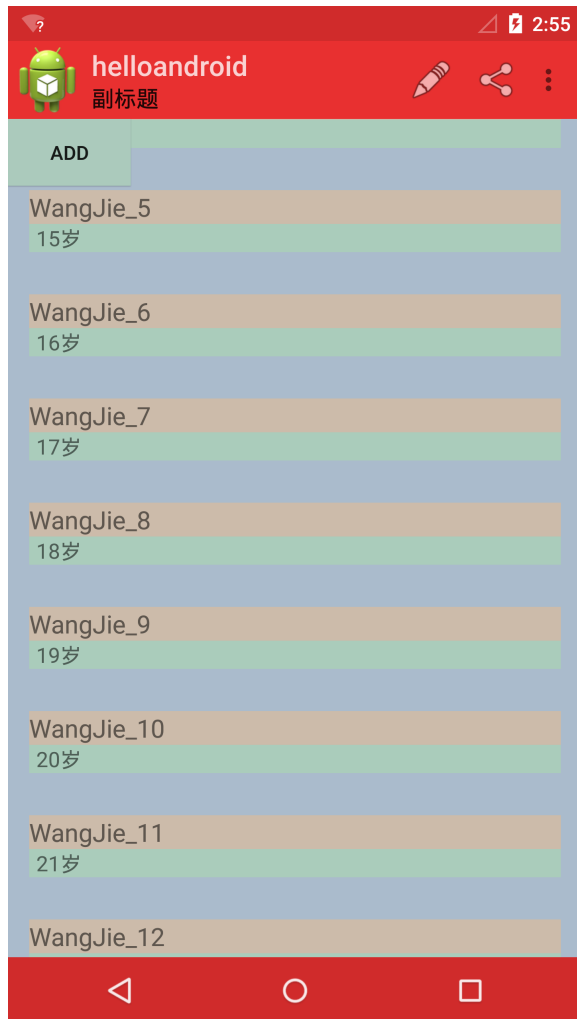 2:55
helloandroid
副标题
ADD
WangJie_5
15岁
WangJie_6
16岁
WangJie_7
17岁
WangJie_8
18岁
WangJie_9
19岁
WangJie_10
20岁
WangJie_11
21岁
WangJie_12